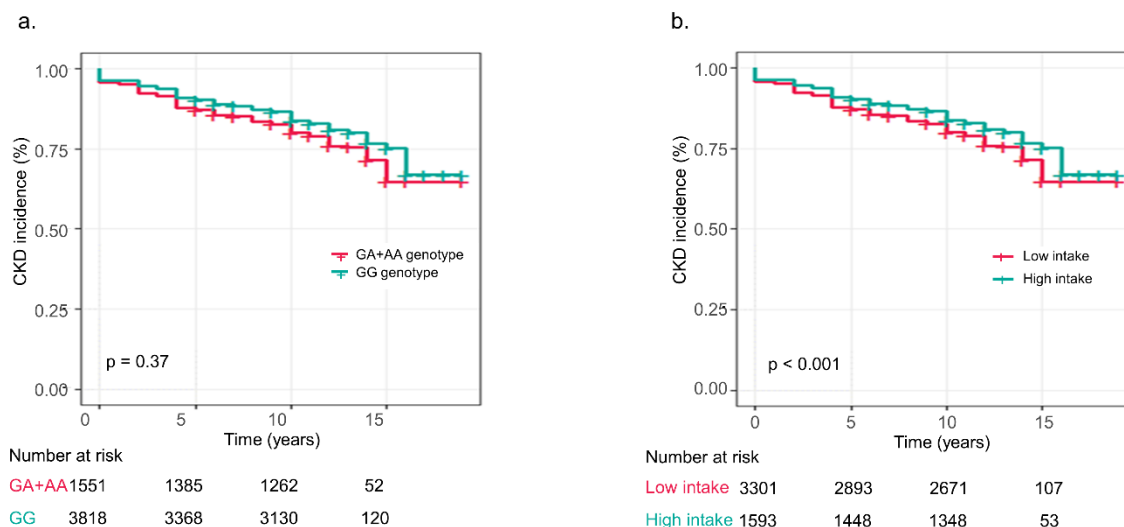 a.
CKD incidence (%)
1.00
0.75
0.50
0.25
0.00
GA+AA genotype
GG genotype
p = 0.37
0 5 10 15
Time (years)
Number at risk
GA+AA 1551 1385 1262 52
GG 3818 3368 3130 120
b.
CKD incidence (%)
1.00
0.75
0.50
0.25
0.00
Low intake
High intake
p < 0.001
0 5 10 15
Time (years)
Number at risk
Low intake 3301 2893 2671 107
High intake 1593 1448 1348 53